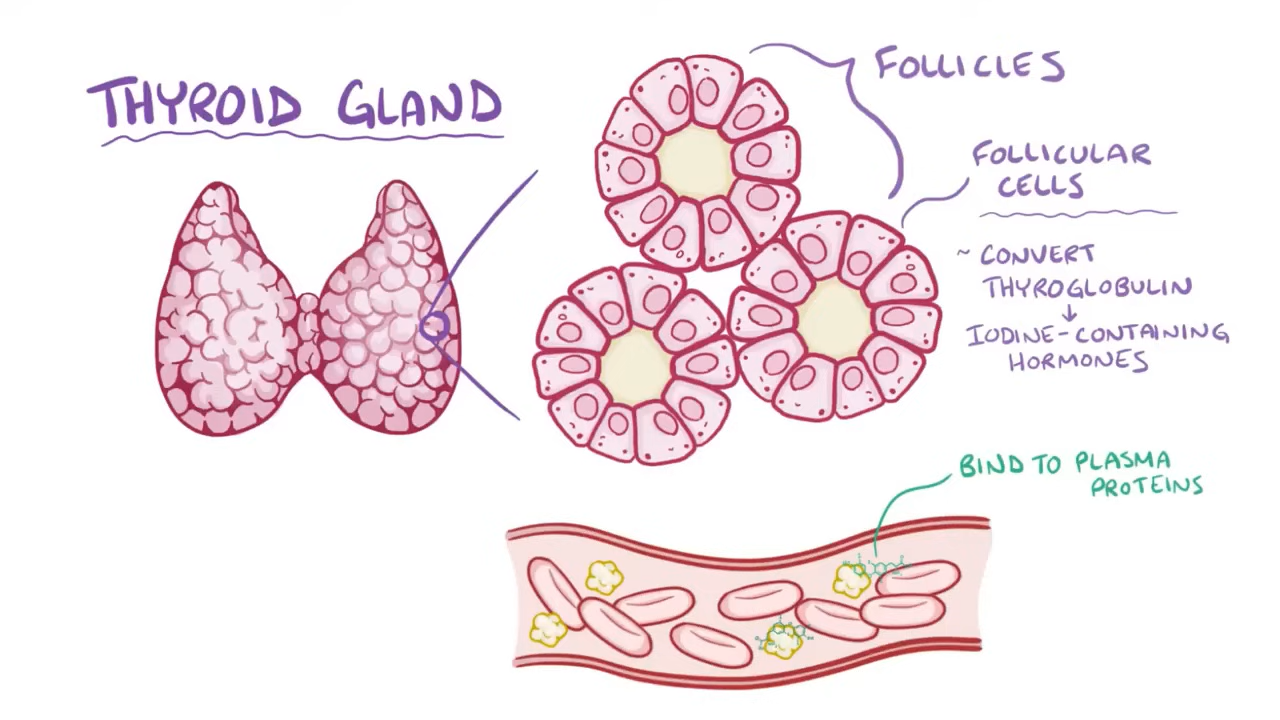 THYROID GLAND
FOLLICLES
FOLLICULAR
CELLS
~ CONVERT
THYROGLOBULIN
↓
IODINE-CONTAINING
HORMONES
BIND TO PLASMA
PROTEINS